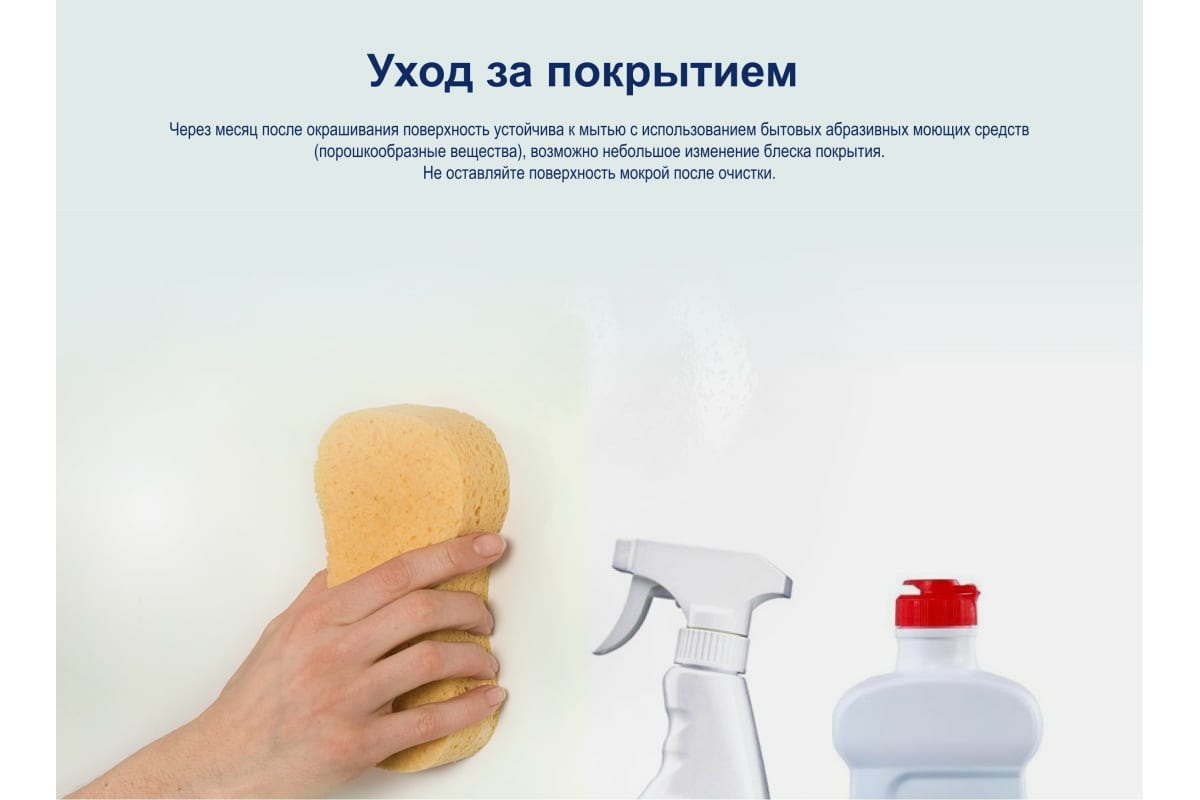 Уход за покрытием
Через месяц после окрашивания поверхность устойчива к мытью с использованием бытовых абразивных моющих средств
(порошкообразные вещества), возможно небольшое изменение блеска покрытия.
Не оставляйте поверхность мокрой после очистки.